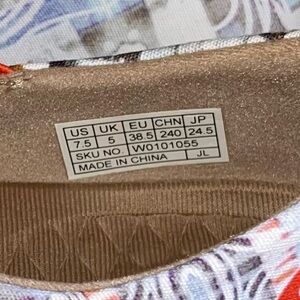 US UK EU CHN JP
7.5 5 38.5 240 24.5
SKU NO. W0101055
MADE IN CHINA JL